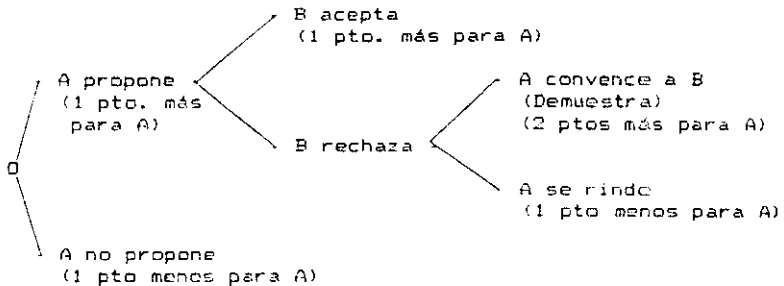 B acepta
(1 pto. más para A)
A propone
(1 pto. más
para A)
A convence a B
(Demuestra)
(2 ptos más para A)
B rechaza
O
A se rinde
(1 pto menos para A)
A no propone
(1 pto menos para A)